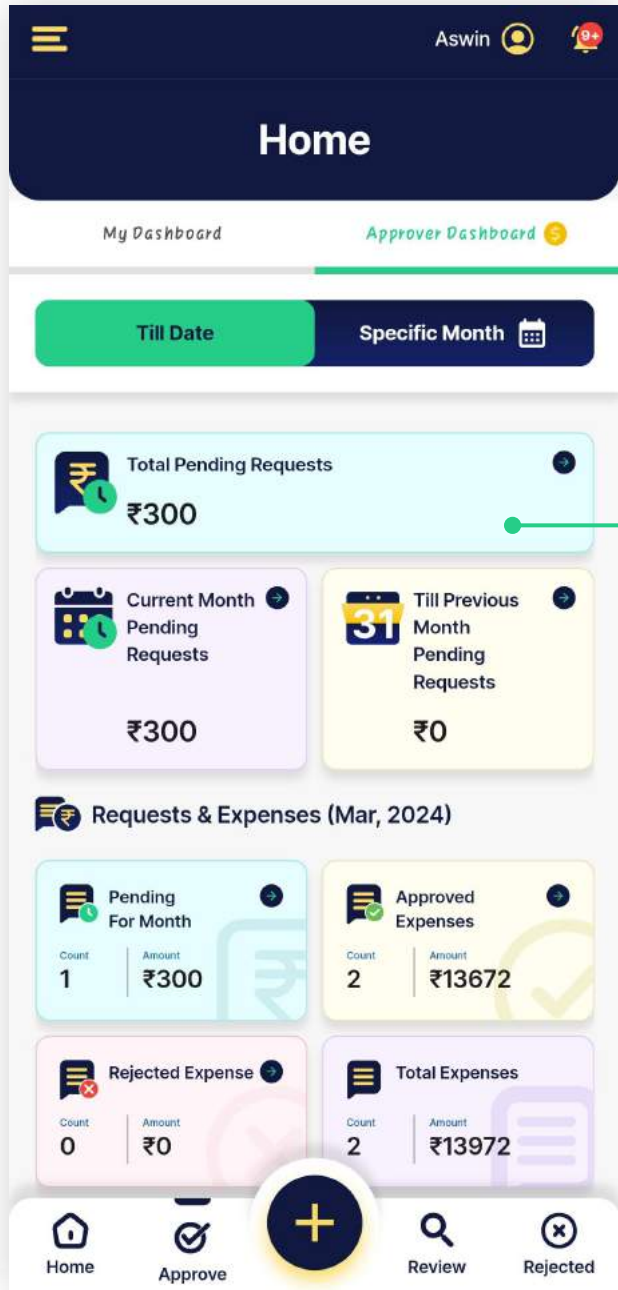 Aswin
9+
Home
My Dashboard
Approver Dashboard
Till Date
Specific Month
Total Pending Requests
₹300
Current Month
Pending
Requests
₹300
31
Till Previous
Month
Pending
Requests
₹0
Requests & Expenses (Mar, 2024)
Pending
For Month
Count
1
Amount
₹300
Approved
Expenses
Count
2
Amount
₹13672
Rejected Expense
Count
0
Amount
₹0
Total Expenses
Count
2
Amount
₹13972
Home
Approve
Review
Rejected